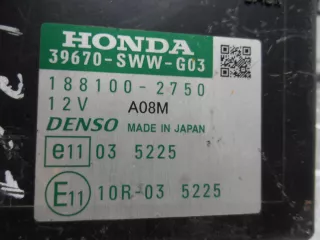 HONDA
39670-SWW-G03
188100-2750
12V A08M
DENSO MADE IN JAPAN
e11 03 5225
E11 10R-03 5225